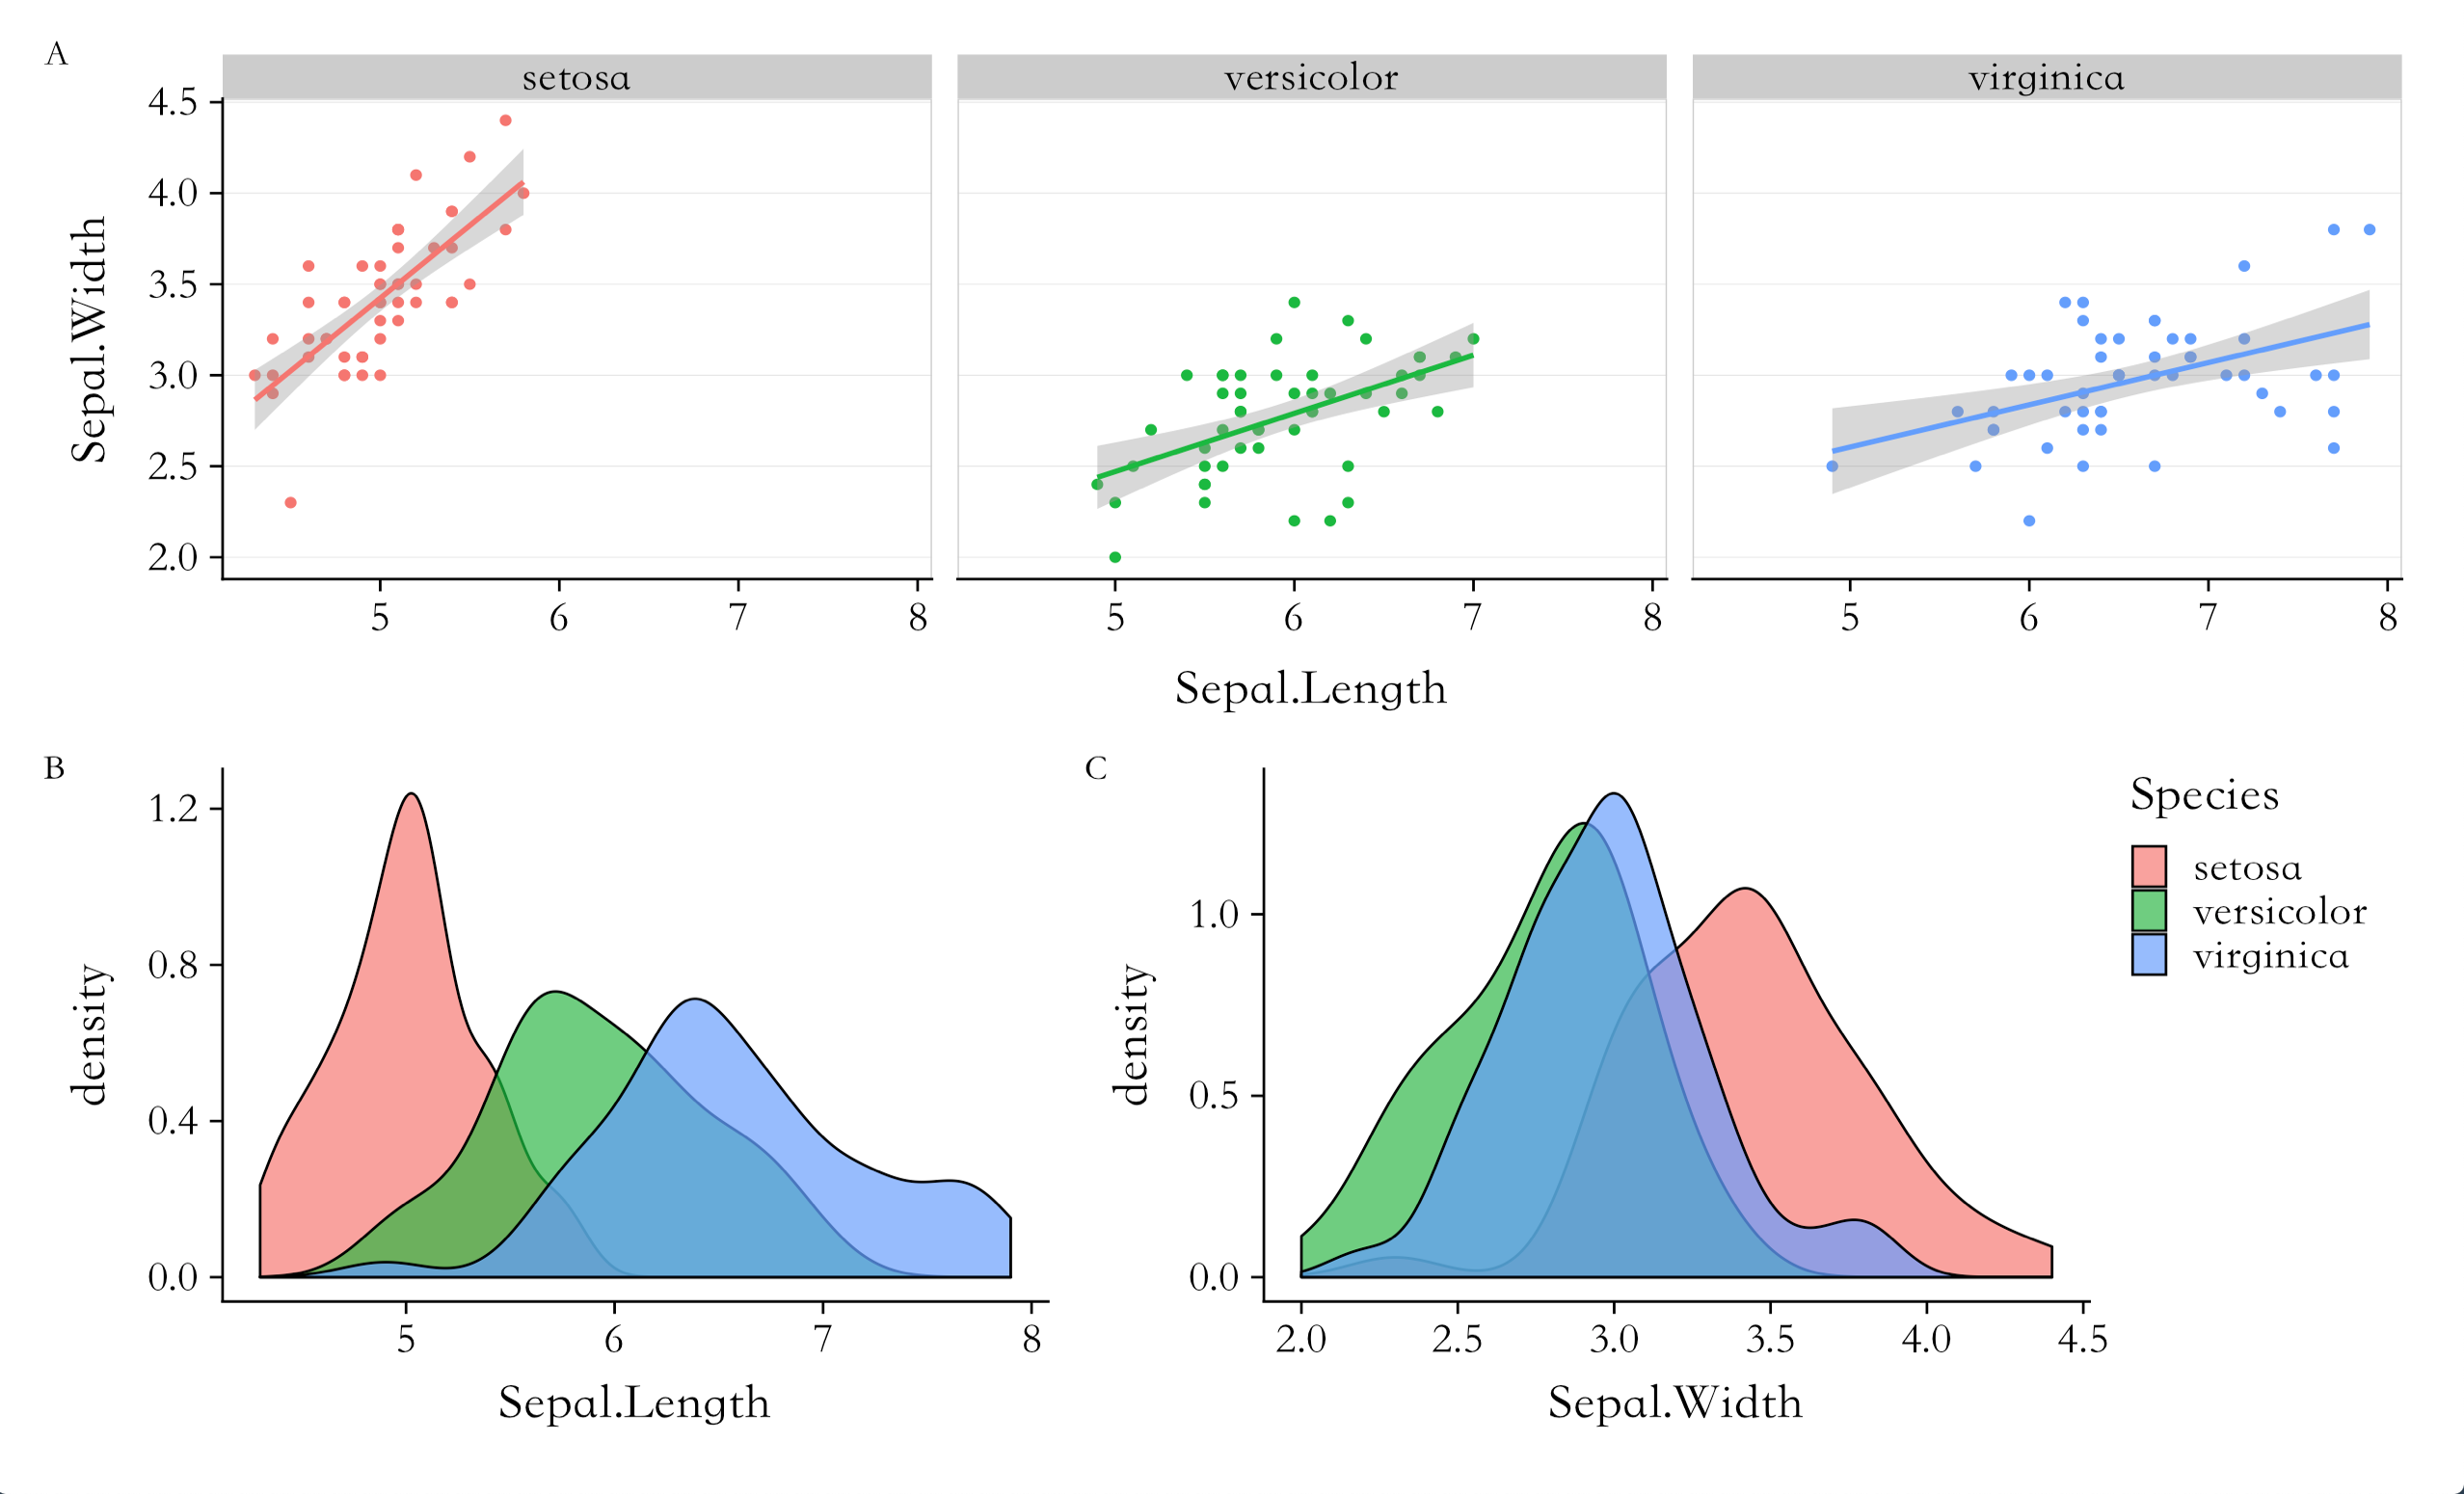 A
setosa
versicolor
virginica
4.5
4.0
3.5
3.0
2.5
2.0
Sepal.Width
5 6 7 8
5 6 7 8
5 6 7 8
Sepal.Length
B
1.2
0.8
0.4
0.0
density
5 6 7 8
Sepal.Length
C
1.0
0.5
0.0
density
2.0 2.5 3.0 3.5 4.0 4.5
Sepal.Width
Species
setosa
versicolor
virginica